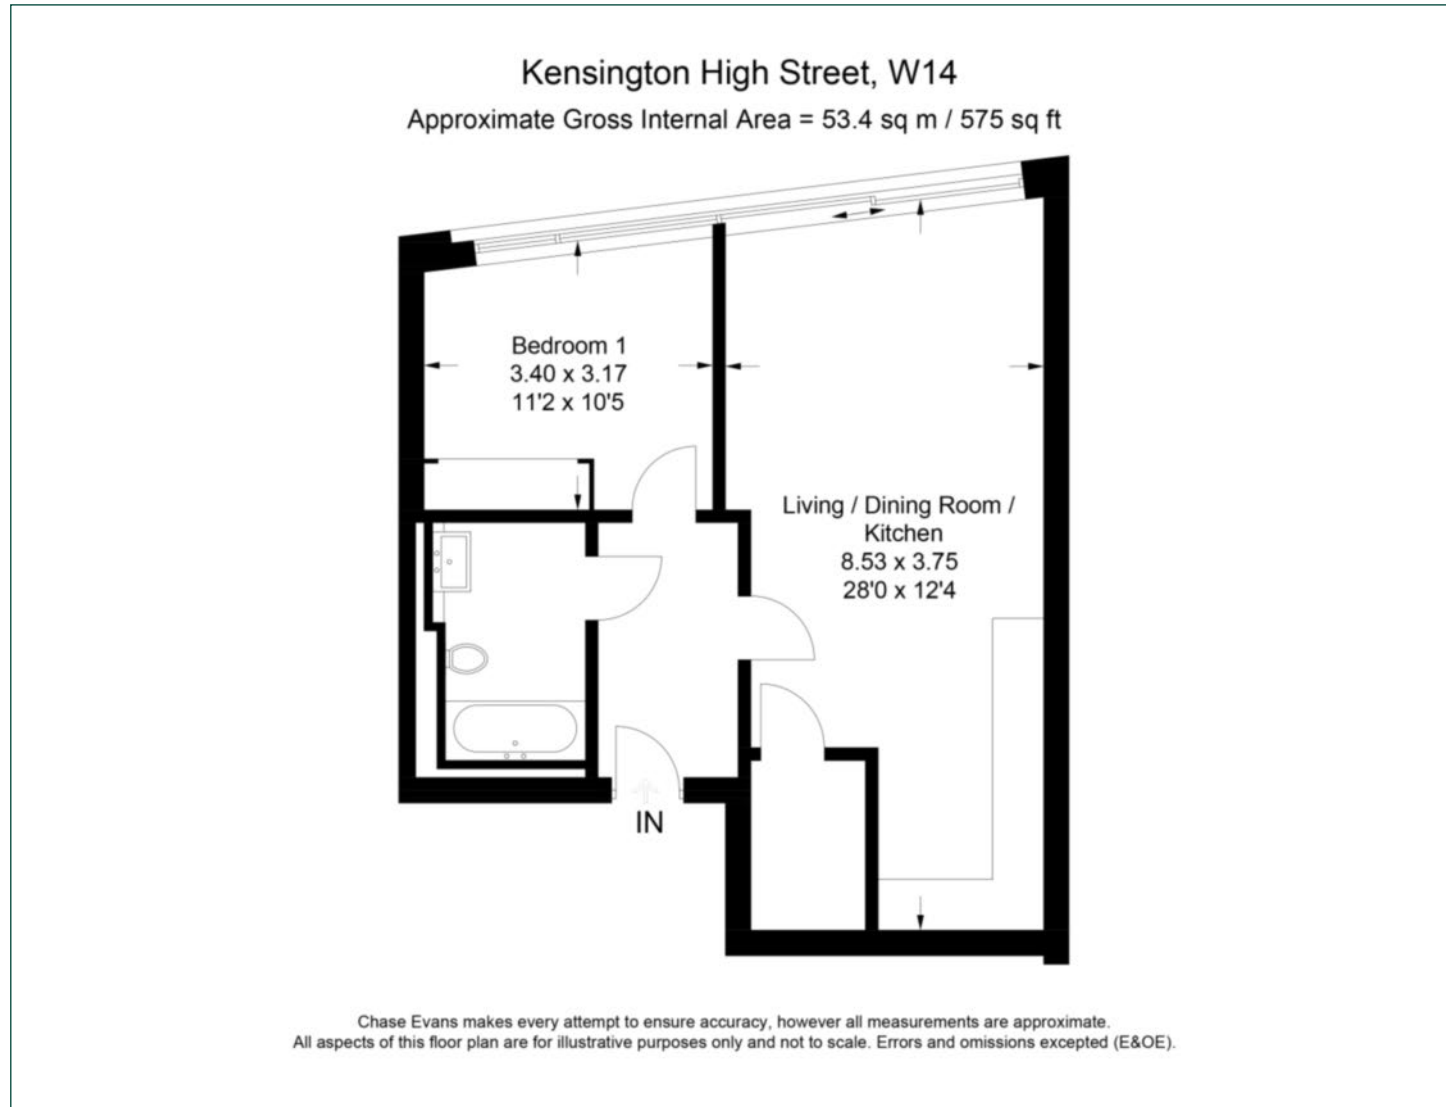 Kensington High Street, W14
Approximate Gross Internal Area = 53.4 sq m / 575 sq ft
Bedroom 1
3.40 x 3.17
11'2 x 10'5
Living / Dining Room /
Kitchen
8.53 x 3.75
28'0 x 12'4
IN
Chase Evans makes every attempt to ensure accuracy, however all measurements are approximate.
All aspects of this floor plan are for illustrative purposes only and not to scale. Errors and omissions excepted (E&OE).